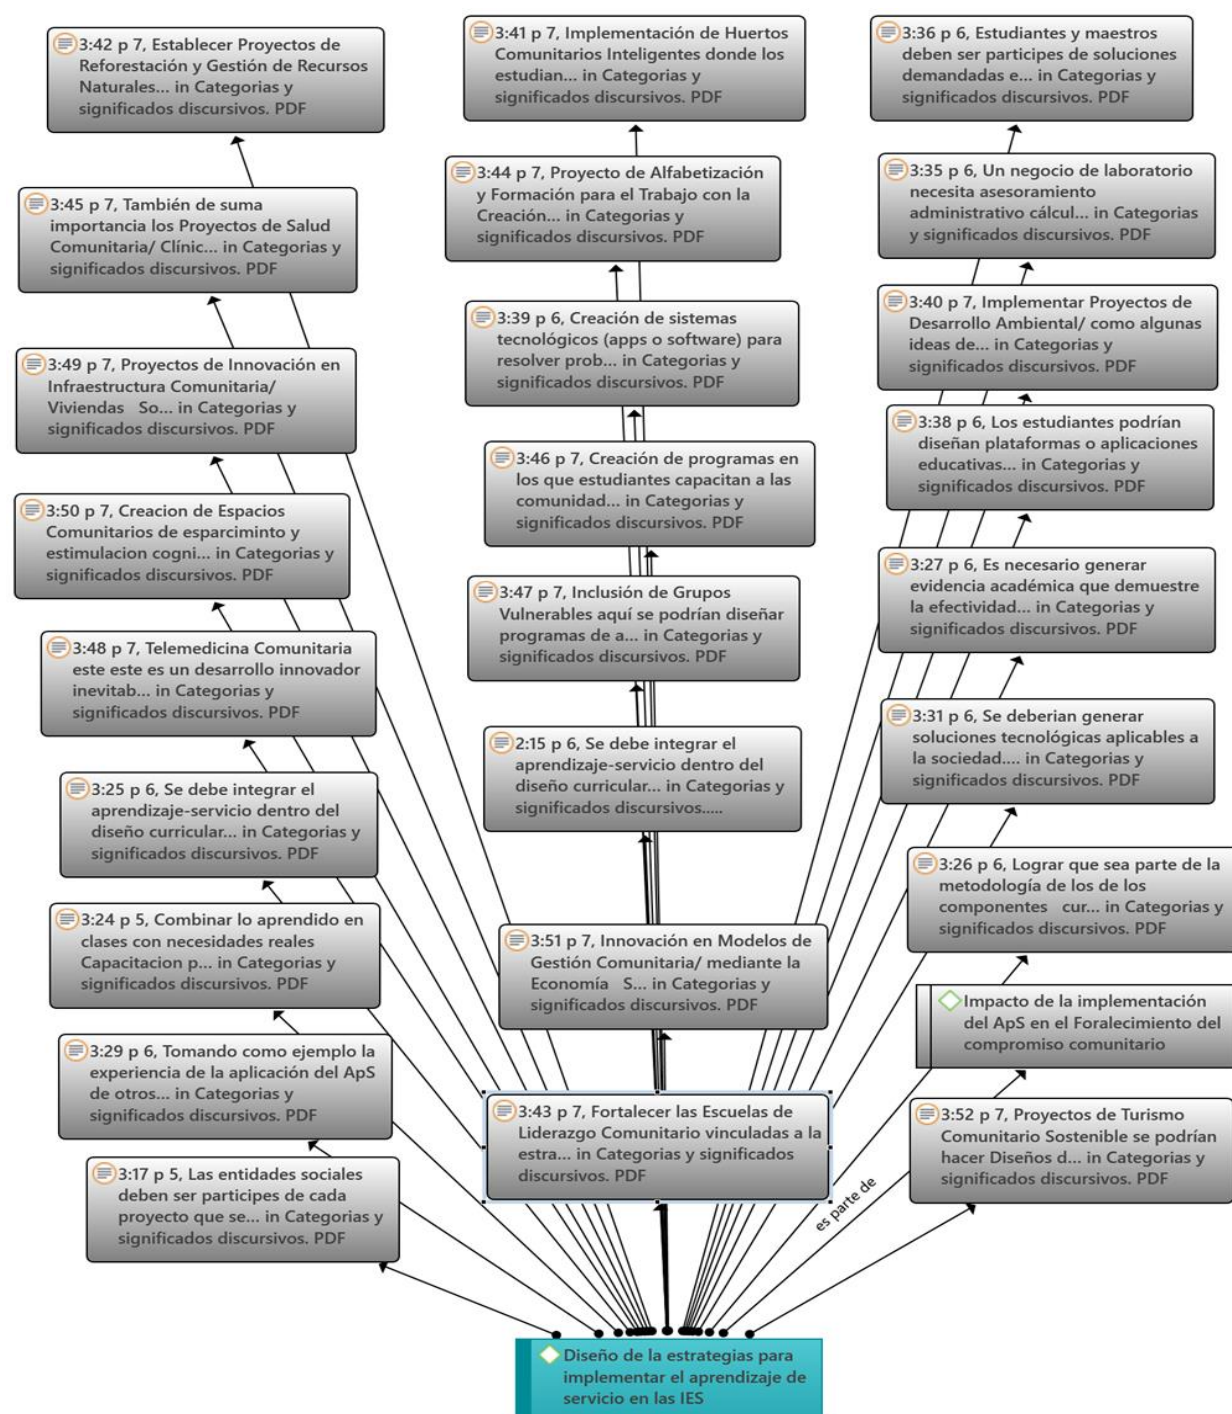 3:42 p 7, Establecer Proyectos de
Reforestación y Gestión de Recursos
Naturales... in Categorias y
significados discursivos. PDF
3:45 p 7, También de suma
importancia los Proyectos de Salud
Comunitaria/ Clínic... in Categorias y
significados discursivos. PDF
3:49 p 7, Proyectos de Innovación en
Infraestructura Comunitaria/
Viviendas So... in Categorias y
significados discursivos. PDF
3:50 p 7, Creacion de Espacios
Comunitarios de esparciminto y
estimulacion cogni... in Categorias y
significados discursivos. PDF
3:48 p 7, Telemedicina Comunitaria
este este es un desarrollo innovador
inevitab... in Categorias y
significados discursivos. PDF
3:25 p 6, Se debe integrar el
aprendizaje-servicio dentro del
diseño curricular... in Categorias y
significados discursivos. PDF
3:24 p 5, Combinar lo aprendido en
clases con necesidades reales
Capacitacion p... in Categorias y
significados discursivos. PDF
3:29 p 6, Tomando como ejemplo la
experiencia de la aplicación del ApS
de otros... in Categorias y
significados discursivos. PDF
3:17 p 5, Las entidades sociales
deben ser participes de cada
proyecto que se... in Categorias y
significados discursivos. PDF
3:41 p 7, Implementación de Huertos
Comunitarios Inteligentes donde los
estudian... in Categorias y
significados discursivos. PDF
3:44 p 7, Proyecto de Alfabetización
y Formación para el Trabajo con la
Creación... in Categorias y
significados discursivos. PDF
3:39 p 6, Creación de sistemas
tecnológicos (apps o software) para
resolver prob... in Categorias y
significados discursivos. PDF
3:46 p 7, Creación de programas en
los que estudiantes capacitan a las
comunidad... in Categorias y
significados discursivos. PDF
3:47 p 7, Inclusión de Grupos
Vulnerables aquí se podrían diseñar
programas de a... in Categorias y
significados discursivos. PDF
2:15 p 6, Se debe integrar el
aprendizaje-servicio dentro del
diseño curricular... in Categorias y
significados discursivos.....
3:51 p 7, Innovación en Modelos de
Gestión Comunitaria/ mediante la
Economía S... in Categorias y
significados discursivos. PDF
3:43 p 7, Fortalecer las Escuelas de
Liderazgo Comunitario vinculadas a la
estra... in Categorias y significados
discursivos. PDF
3:36 p 6, Estudiantes y maestros
deben ser participes de soluciones
demandadas e... in Categorias y
significados discursivos. PDF
3:35 p 6, Un negocio de laboratorio
necesita asesoramiento
administrativo cálcul... in Categorias
y significados discursivos. PDF
3:40 p 7, Implementar Proyectos de
Desarrollo Ambiental/ como algunas
ideas de... in Categorias y
significados discursivos. PDF
3:38 p 6, Los estudiantes podrían
diseñan plataformas o aplicaciones
educativas... in Categorias y
significados discursivos. PDF
3:27 p 6, Es necesario generar
evidencia académica que demuestre
la efectividad... in Categorias y
significados discursivos. PDF
3:31 p 6, Se deberian generar
soluciones tecnológicas aplicables a
la sociedad.... in Categorias y
significados discursivos. PDF
3:26 p 6, Lograr que sea parte de la
metodología de los de los
componentes cur... in Categorias y
significados discursivos. PDF
Impacto de la implementación
del ApS en el Foralecimiento del
compromiso comunitario
3:52 p 7, Proyectos de Turismo
Comunitario Sostenible se podrían
hacer Diseños d... in Categorias y
significados discursivos. PDF
es parte de
Diseño de la estrategias para
implementar el aprendizaje de
servicio en las IES